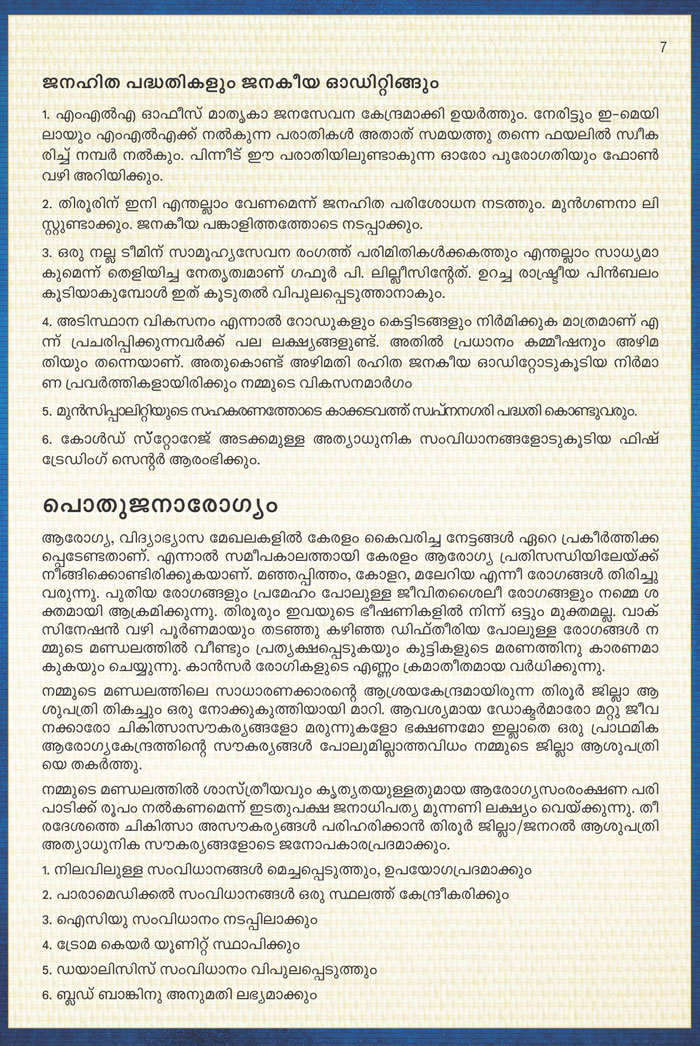 7
ജനഹിത പദ്ധതികളും ജനകീയ ഓഡിറ്റിങ്ങും
1. എംഎൽഎ ഓഫീസ് മാതൃകാ ജനസേവന കേന്ദ്രമാക്കി ഉയർത്തും. നേരിട്ടും ഇ-മെയി
ലായും എംഎൽഎക്ക് നൽകുന്ന പരാതികൾ അതാത് സമയത്തു തന്നെ ഫയലിൽ സ്വീക
രിച്ച് നമ്പർ നൽകും. പിന്നീട് ഈ പരാതിയിലുണ്ടാകുന്ന ഓരോ പുരോഗതിയും ഫോൺ
വഴി അറിയിക്കും.
2. തിരൂരിന് ഇനി എന്തല്ലാം വേണമെന്ന് ജനഹിത പരിശോധന നടത്തും. മുൻഗണനാ ലി
സ്റ്റുണ്ടാക്കും. ജനകീയ പങ്കാളിത്തത്തോടെ നടപ്പാക്കും.
3. ഒരു നല്ല ടീമിന് സാമൂഹ്യസേവന രംഗത്ത് പരിമിതികൾക്കകത്തും എന്തല്ലാം സാധ്യമാ
കുമെന്ന് തെളിയിച്ച നേതൃത്വമാണ് ഗഫൂർ പി. ലില്ലീസിന്റേത്. ഉറച്ച രാഷ്ട്രീയ പിൻബലം
കൂടിയാകുമ്പോൾ ഇത് കൂടുതൽ വിപുലപ്പെടുത്താനാകും.
4. അടിസ്ഥാന വികസനം എന്നാൽ റോഡുകളും കെട്ടിടങ്ങളും നിർമിക്കുക മാത്രമാണ് എ
ന്ന് പ്രചരിപ്പിക്കുന്നവർക്ക് പല ലക്ഷ്യങ്ങളുണ്ട്. അതിൽ പ്രധാനം കമ്മീഷനും അഴിമ
തിയും തന്നെയാണ്. അതുകൊണ്ട് അഴിമതി രഹിത ജനകീയ ഓഡിറ്റോടുകൂടിയ നിർമാ
ണ പ്രവർത്തികളായിരിക്കും നമ്മുടെ വികസനമാർഗം
5. മുൻസിപ്പാലിറ്റിയുടെ സഹകരണത്തോടെ കാക്കടവത്ത് സ്വപ്നനഗരി പദ്ധതി കൊണ്ടുവരും.
6. കോൾഡ് സ്റ്റോറേജ് അടക്കമുള്ള അത്യാധുനിക സംവിധാനങ്ങളോടുകൂടിയ ഫിഷ്
ട്രേഡിംഗ് സെന്റർ ആരംഭിക്കും.
പൊതുജനാരോഗ്യം
ആരോഗ്യ, വിദ്യാഭ്യാസ മേഖലകളിൽ കേരളം കൈവരിച്ച നേട്ടങ്ങൾ ഏറെ പ്രകീർത്തിക്ക
പ്പെടേണ്ടതാണ്. എന്നാൽ സമീപകാലത്തായി കേരളം ആരോഗ്യ പ്രതിസന്ധിയിലേയ്ക്ക്
നീങ്ങിക്കൊണ്ടിരിക്കുകയാണ്. മഞ്ഞപ്പിത്തം, കോളറ, മലേറിയ എന്നീ രോഗങ്ങൾ തിരിച്ചു
വരുന്നു. പുതിയ രോഗങ്ങളും പ്രമേഹം പോലുള്ള ജീവിതശൈലീ രോഗങ്ങളും നമ്മെ ശ
ക്തമായി ആക്രമിക്കുന്നു. തിരൂരും ഇവയുടെ ഭീഷണികളിൽ നിന്ന് ഒട്ടും മുക്തമല്ല. വാക്
സിനേഷൻ വഴി പൂർണമായും തടഞ്ഞു കഴിഞ്ഞ ഡിഫ്തീരിയ പോലുള്ള രോഗങ്ങൾ ന
മ്മുടെ മണ്ഡലത്തിൽ വീണ്ടും പ്രത്യക്ഷപ്പെടുകയും കുട്ടികളുടെ മരണത്തിനു കാരണമാ
കുകയും ചെയ്യുന്നു. കാൻസർ രോഗികളുടെ എണ്ണം ക്രമാതീതമായ വർധിക്കുന്നു.
നമ്മുടെ മണ്ഡലത്തിലെ സാധാരണക്കാരന്റെ ആശ്രയകേന്ദ്രമായിരുന്ന തിരൂർ ജില്ലാ ആ
ശുപത്രി തികച്ചും ഒരു നോക്കുകുത്തിയായി മാറി. ആവശ്യമായ ഡോക്ടർമാരോ മറ്റു ജീവ
നക്കാരോ ചികിത്സാസൗകര്യങ്ങളോ മരുന്നുകളോ ഭക്ഷണമോ ഇല്ലാതെ ഒരു പ്രാഥമിക
ആരോഗ്യകേന്ദ്രത്തിന്റെ സൗകര്യങ്ങൾ പോലുമില്ലാത്തവിധം നമ്മുടെ ജില്ലാ ആശുപത്രി
യെ തകർത്തു.
നമ്മുടെ മണ്ഡലത്തിൽ ശാസ്ത്രീയവും കൃത്യതയുള്ളതുമായ ആരോഗ്യസംരംക്ഷണ പരി
പാടിക്ക് രൂപം നൽകണമെന്ന് ഇടതുപക്ഷ ജനാധിപത്യ മുന്നണി ലക്ഷ്യം വെയ്ക്കുന്നു. തീ
രദേശത്തെ ചികിത്സാ അസൗകര്യങ്ങൾ പരിഹരിക്കാൻ തിരൂർ ജില്ലാ/ജനറൽ ആശുപത്രി
അത്യാധുനിക സൗകര്യങ്ങളോടെ ജനോപകാരപ്രദമാക്കും.
1. നിലവിലുള്ള സംവിധാനങ്ങൾ മെച്ചപ്പെടുത്തും, ഉപയോഗപ്രദമാക്കും
2. പാരാമെഡിക്കൽ സംവിധാനങ്ങൾ ഒരു സ്ഥലത്ത് കേന്ദ്രീകരിക്കും
3. ഐസിയു സംവിധാനം നടപ്പിലാക്കും
4. ട്രോമ കെയർ യൂണിറ്റ് സ്ഥാപിക്കും
5. ഡയാലിസിസ് സംവിധാനം വിപുലപ്പെടുത്തും
6. ബ്ലഡ് ബാങ്കിനു അനുമതി ലഭ്യമാക്കും